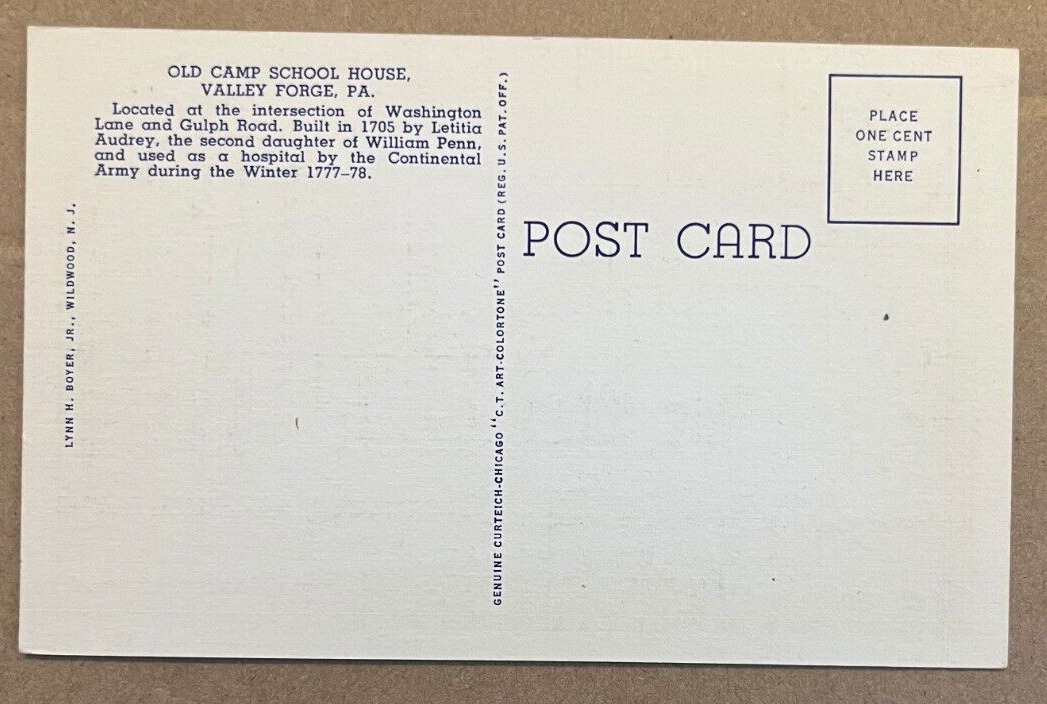 OLD CAMP SCHOOL HOUSE,
VALLEY FORGE, PA.
Located at the intersection of Washington
Lane and Gulph Road. Built in 1705 by Letitia
Audrey, the second daughter of William Penn,
and used as a hospital by the Continental
Army during the Winter 1777–78.
LYNN H. BOYER, JR., WILDWOOD, N. J.
GENUINE CURTEICH-CHICAGO "C.T. ART-COLORTONE" POST CARD (REG. U.S. PAT. OFF.)
POST CARD
PLACE
ONE CENT
STAMP
HERE